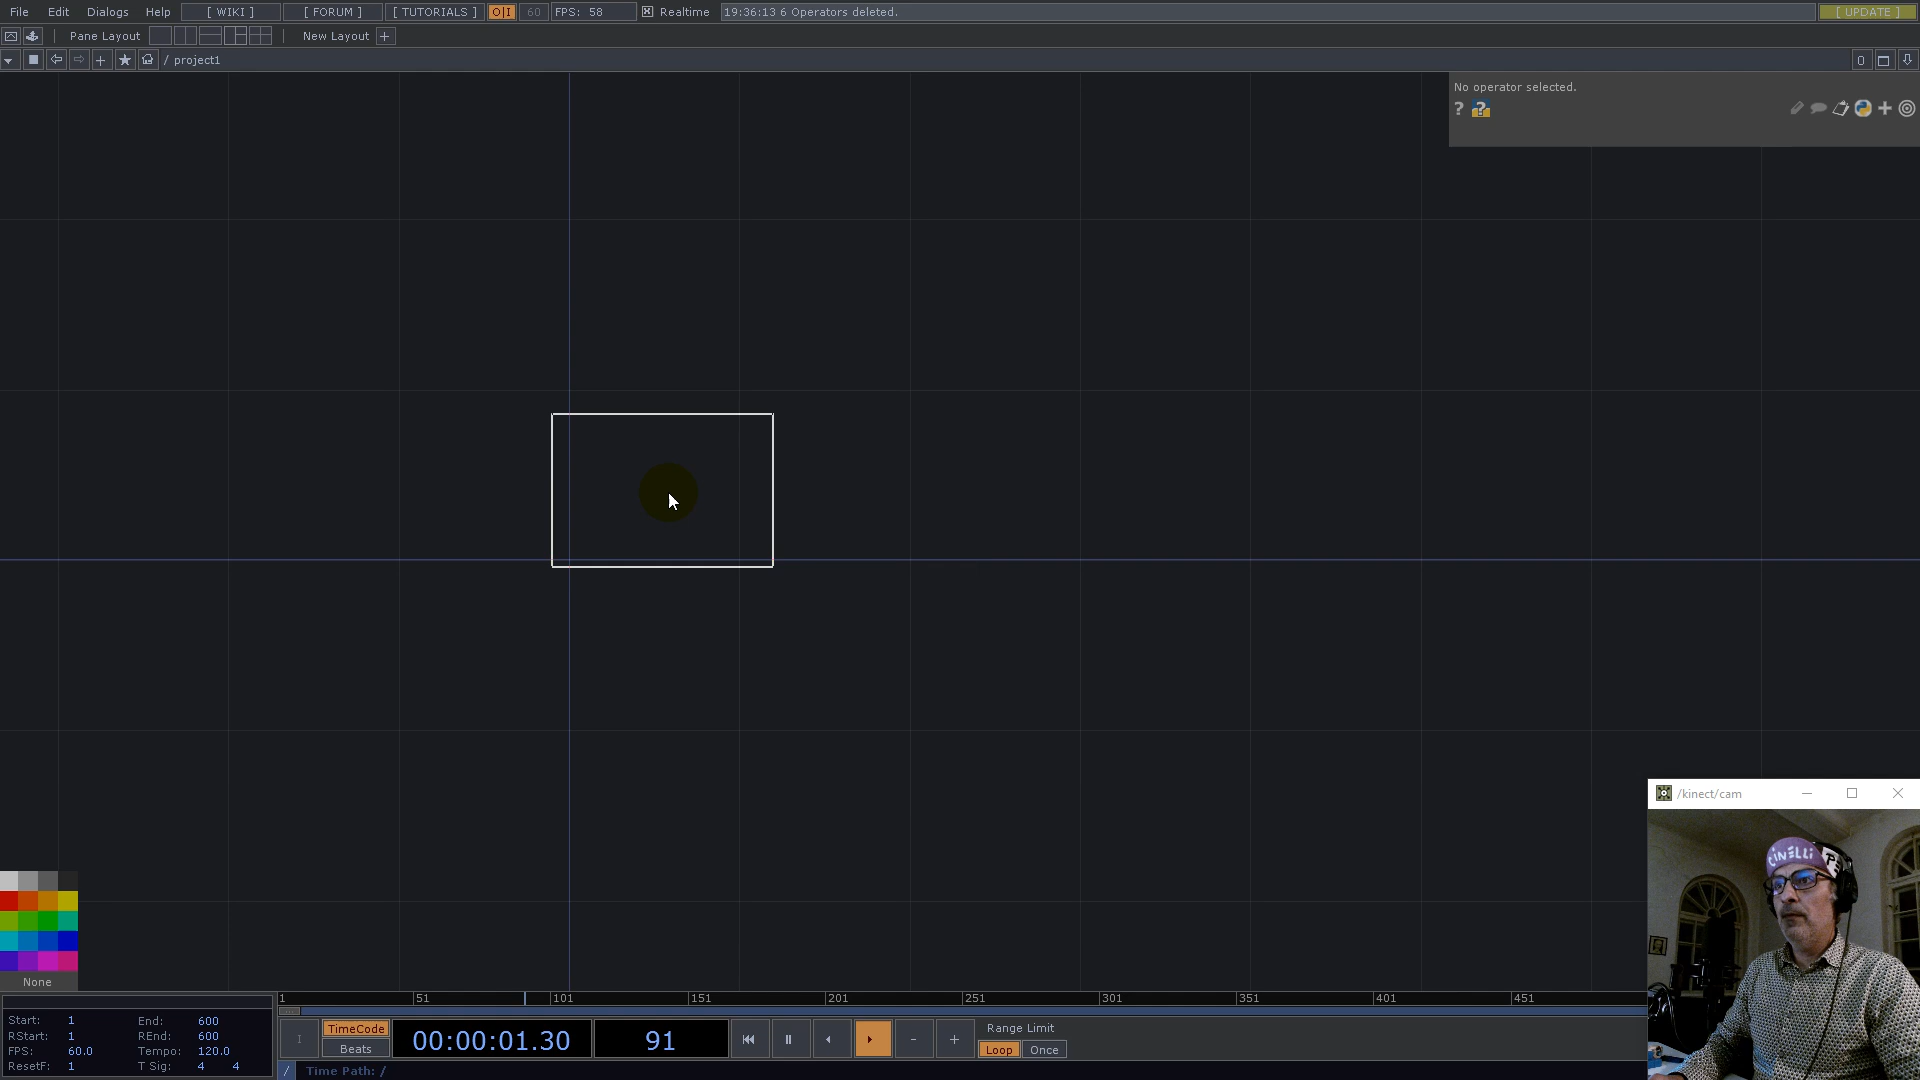 File Edit Dialogs Help [ WIKI ] [ FORUM ] [ TUTORIALS ] O|I 60 FPS: 58 Realtime 19:36:13 6 Operators deleted. [ UPDATE ]
Pane Layout New Layout +
/ project1 0
No operator selected.
? ?
/kinect/cam
CINELLI
None
1 51 101 151 201 251 301 351 401 451
Start: 1 End: 600
RStart: 1 REnd: 600
FPS: 60.0 Tempo: 120.0
ResetF: 1 T Sig: 4 4
I TimeCode 00:00:01.30 91 - + Range Limit
Beats Loop Once
/ Time Path: /